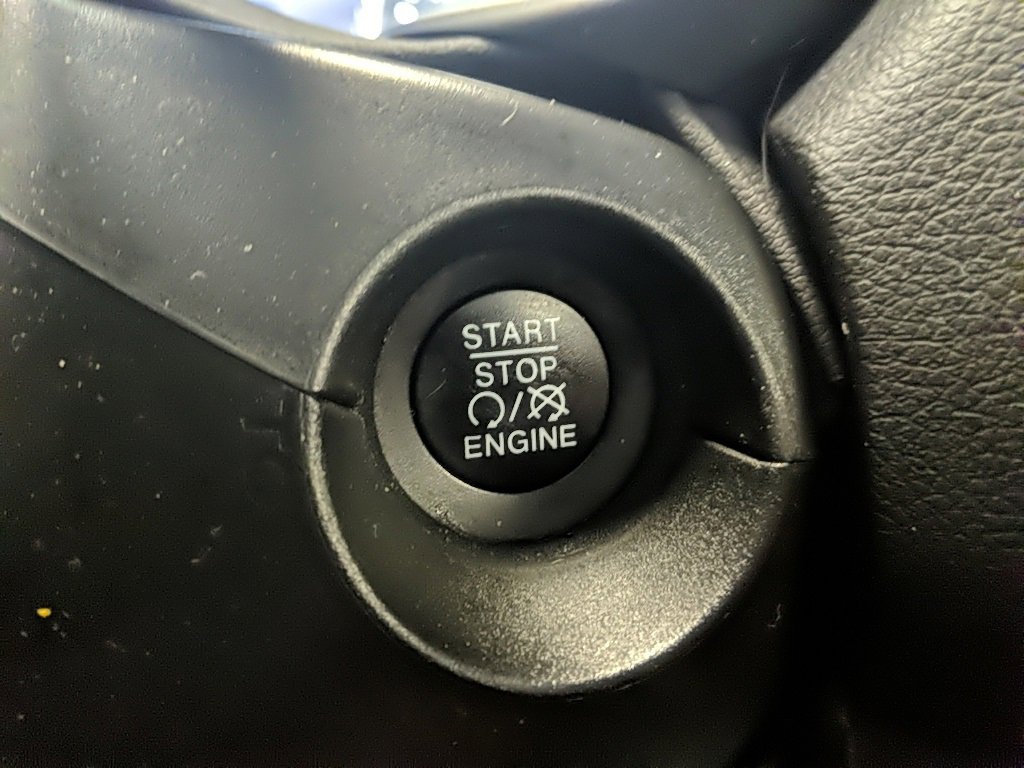 START
STOP
/
ENGINE